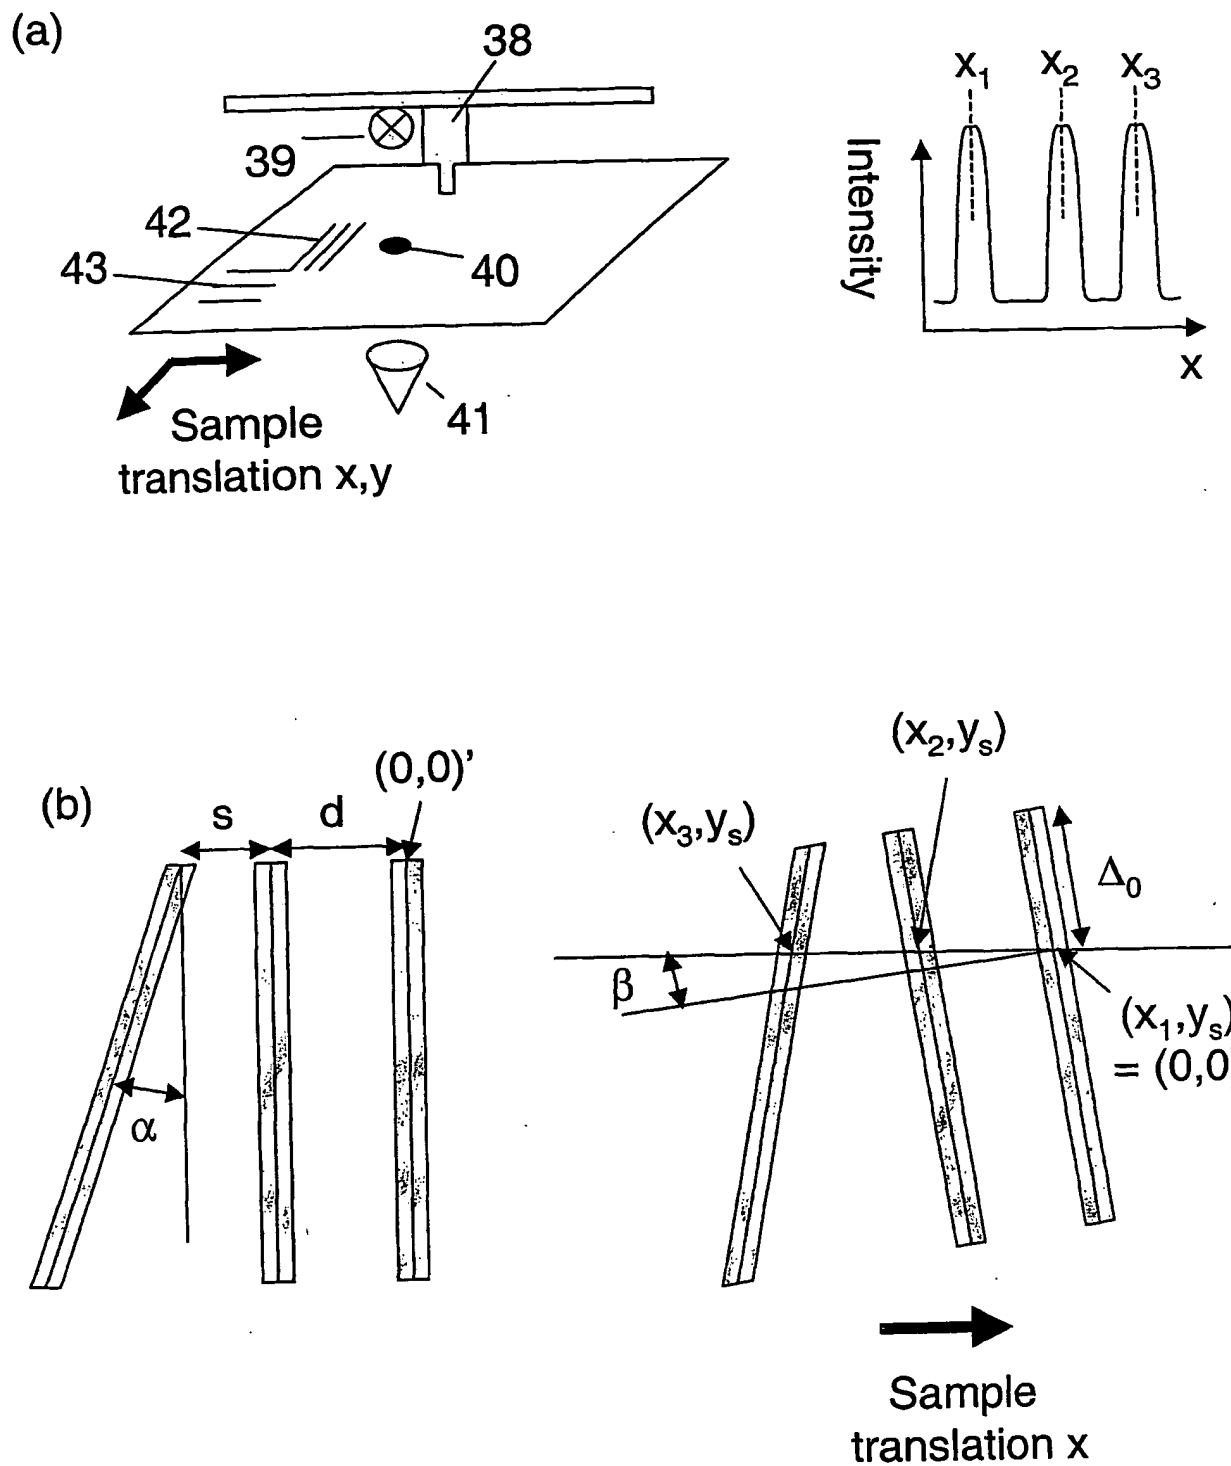 (a)
38
39
42
43
40
41
Sample
translation x,y
x₁
x₂
x₃
Intensity
x
(b)
s
d
(0,0)'
α
(x₃,yₛ)
(x₂,yₛ)
Δ₀
β
(x₁,yₛ)
= (0,0
Sample
translation x